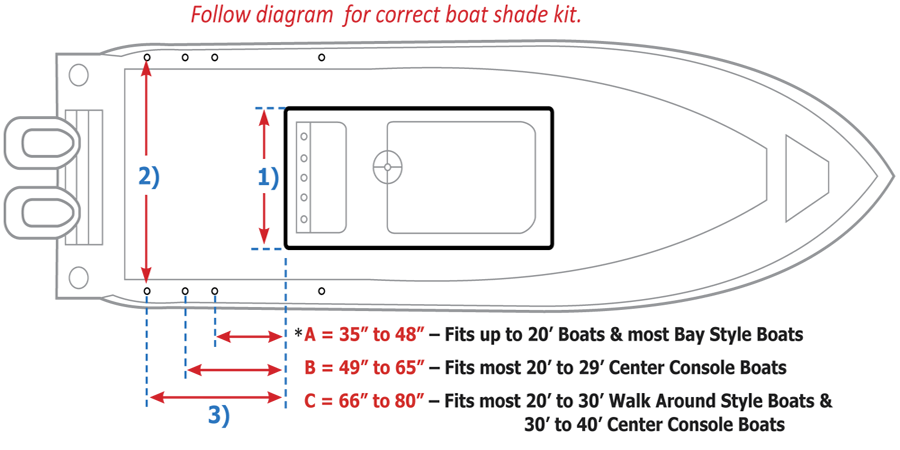 Follow diagram for correct boat shade kit.
2)
1)
*A = 35” to 48” – Fits up to 20’ Boats & most Bay Style Boats
B = 49” to 65” – Fits most 20’ to 29’ Center Console Boats
C = 66” to 80” – Fits most 20’ to 30’ Walk Around Style Boats &
3)
30’ to 40’ Center Console Boats